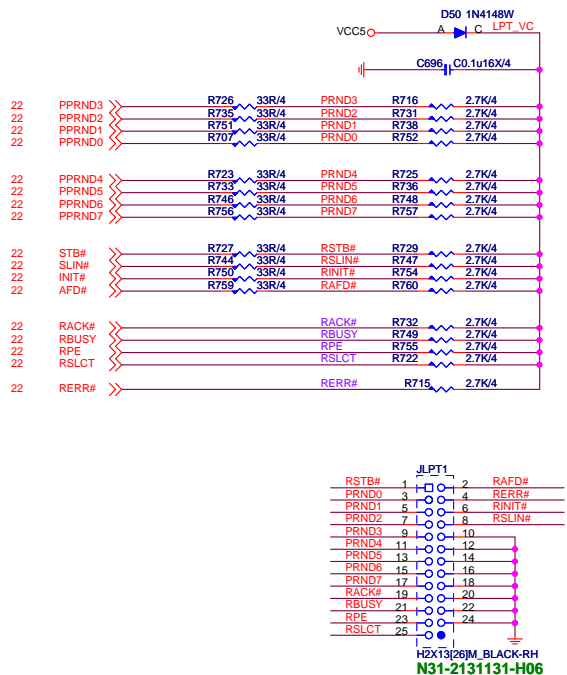 D50 1N4148W
VCC5 A C LPT_VC
C696 C0.1u16X/4
22 PPRND3 R726 33R/4 PRND3 R716 2.7K/4
22 PPRND2 R735 33R/4 PRND2 R731 2.7K/4
22 PPRND1 R751 33R/4 PRND1 R738 2.7K/4
22 PPRND0 R707 33R/4 PRND0 R752 2.7K/4
22 PPRND4 R723 33R/4 PRND4 R725 2.7K/4
22 PPRND5 R733 33R/4 PRND5 R736 2.7K/4
22 PPRND6 R746 33R/4 PRND6 R748 2.7K/4
22 PPRND7 R756 33R/4 PRND7 R757 2.7K/4
22 STB# R727 33R/4 RSTB# R729 2.7K/4
22 SLIN# R744 33R/4 RSLIN# R747 2.7K/4
22 INIT# R750 33R/4 RINIT# R754 2.7K/4
22 AFD# R759 33R/4 RAFD# R760 2.7K/4
22 RACK# RACK# R732 2.7K/4
22 RBUSY RBUSY R749 2.7K/4
22 RPE RPE R755 2.7K/4
22 RSLCT RSLCT R722 2.7K/4
22 RERR# RERR# R715 2.7K/4
JLPT1
RSTB# 1 2 RAFD#
PRND0 3 4 RERR#
PRND1 5 6 RINIT#
PRND2 7 8 RSLIN#
PRND3 9 10
PRND4 11 12
PRND5 13 14
PRND6 15 16
PRND7 17 18
RACK# 19 20
RBUSY 21 22
RPE 23 24
RSLCT 25
H2X13[26]M_BLACK-RH
N31-2131131-H06